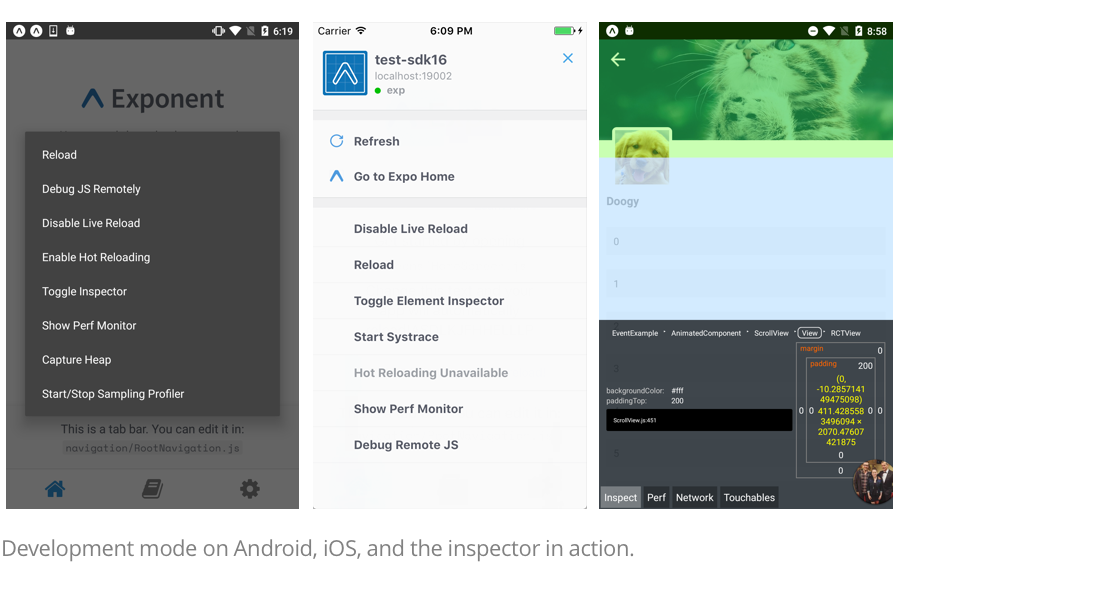 6:19
Exponent
Reload
Debug JS Remotely
Disable Live Reload
Enable Hot Reloading
Toggle Inspector
Show Perf Monitor
Capture Heap
Start/Stop Sampling Profiler
This is a tab bar. You can edit it in:
navigation/RootNavigation.js
Carrier 6:09 PM
test-sdk16
localhost:19002
exp
Refresh
Go to Expo Home
Disable Live Reload
Reload
Toggle Element Inspector
Start Systrace
Hot Reloading Unavailable
Show Perf Monitor
Debug Remote JS
8:58
Doogy
0
1
EventExample AnimatedComponent ScrollView View RCTView
margin 0
padding 200
backgroundColor: #fff
paddingTop: 200
ScrollView.js:451
(0,
-10.2857141
49475098)
0 0 411.428558 0 0
3496094 ×
2070.47607
421875
0
0
5
Inspect Perf Network Touchables
Development mode on Android, iOS, and the inspector in action.